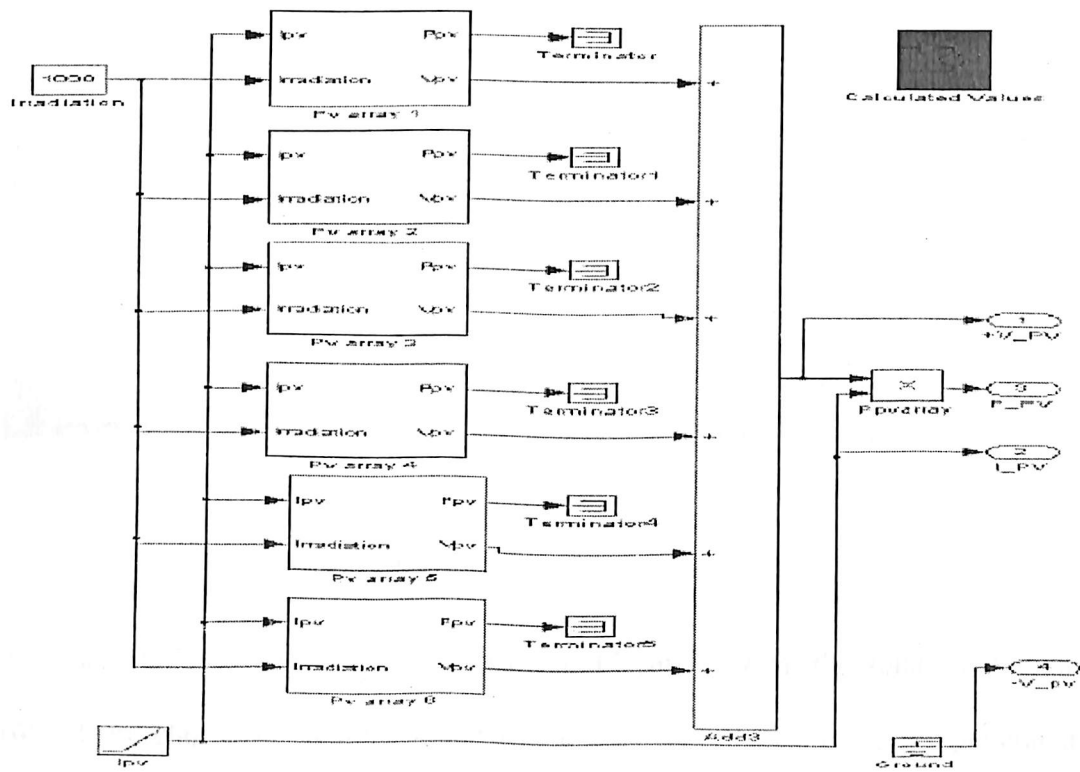 Ipv
Ppv
Terminator
1000
Irradiation
Irradiation
Vpv
+
Pv array 1
Calculated Values
Ipv
Ppv
Terminator1
Irradiation
Vpv
+
Pv array 2
Ipv
Ppv
Terminator2
Irradiation
Vpv
+
Pv array 3
1
+V_PV
Ipv
Ppv
Terminator3
Irradiation
Vpv
+
Pv array 4
X
Ppvarray
3
P_PV
2
I_PV
Ipv
Ppv
Terminator4
Irradiation
Vpv
+
Pv array 5
Ipv
Ppv
Terminator5
Irradiation
Vpv
+
Pv array 6
4
-V_pv
Add3
Ipv
Ground